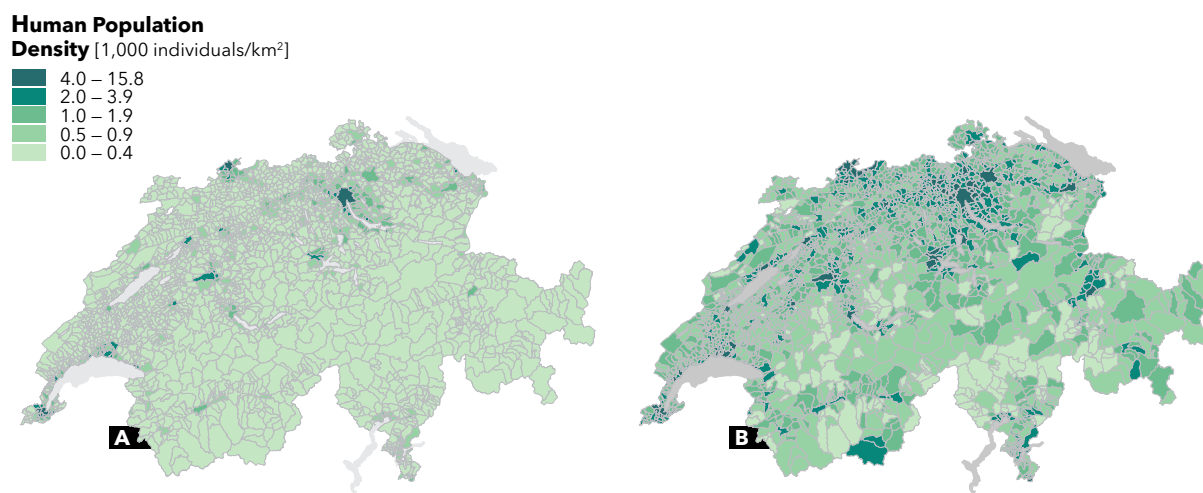 Human Population
Density [1,000 individuals/km²]
4.0 – 15.8
2.0 – 3.9
1.0 – 1.9
0.5 – 0.9
0.0 – 0.4
A
B